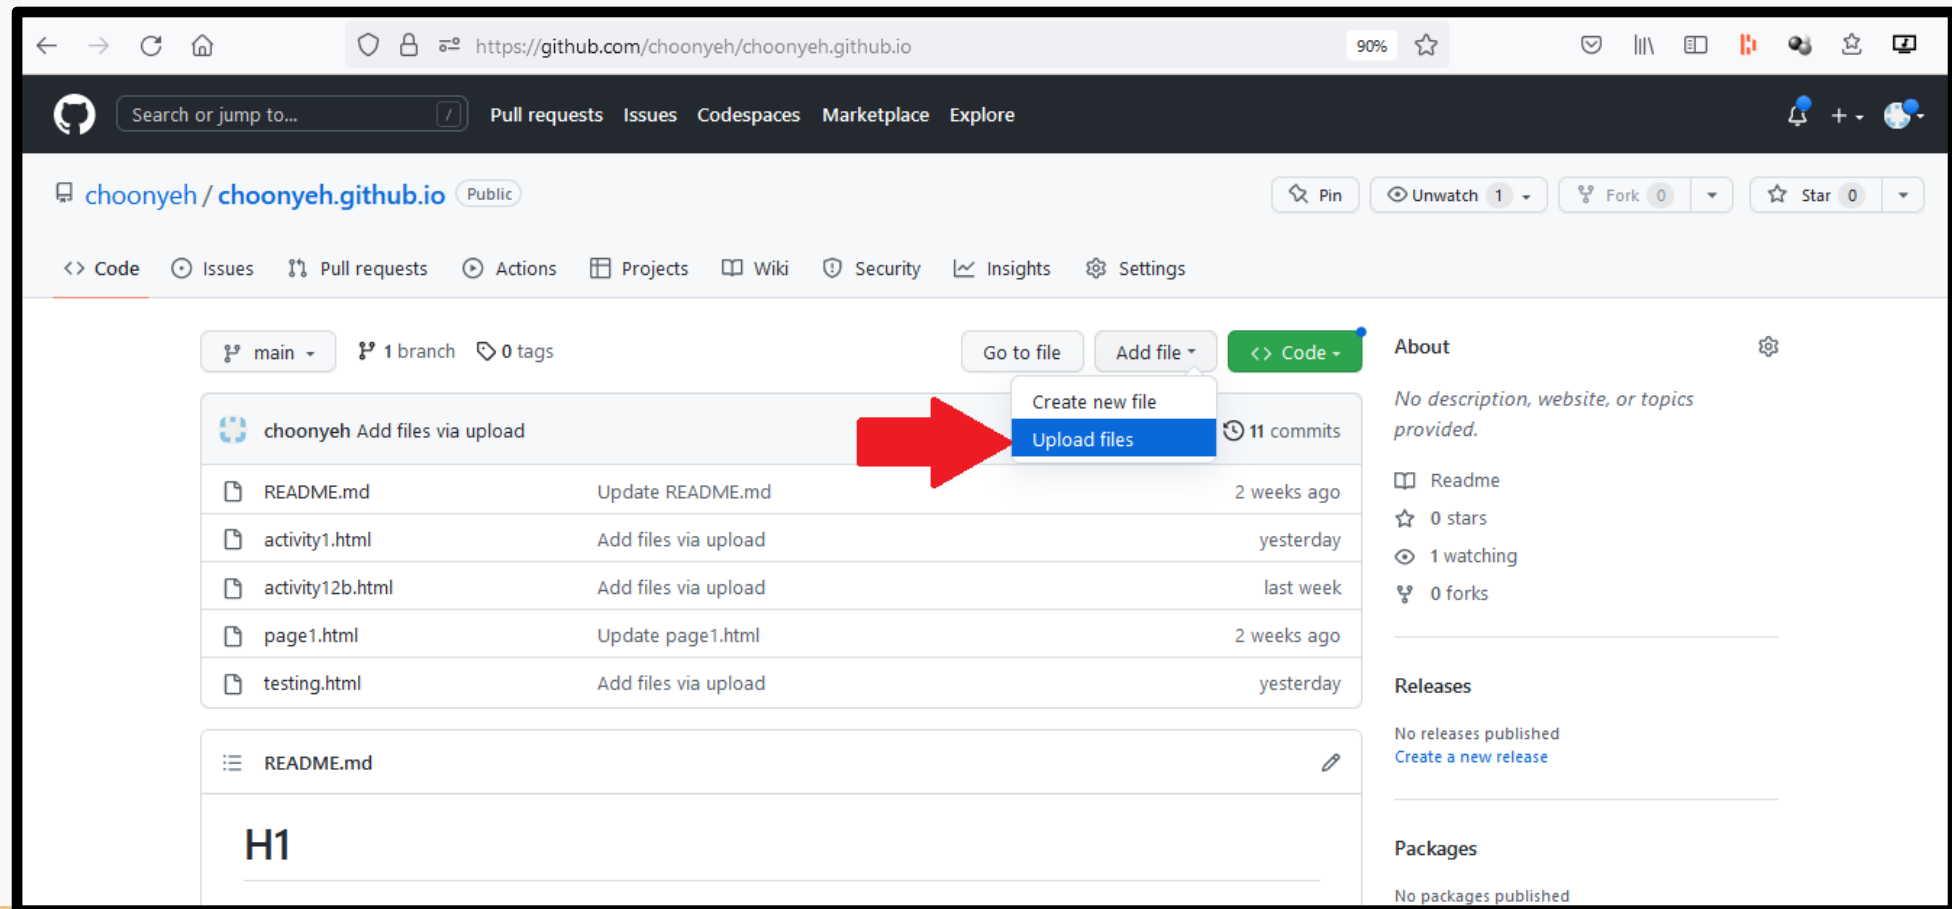 https://github.com/choonyeh/choonyeh.github.io 90%
Search or jump to... / Pull requests Issues Codespaces Marketplace Explore
choonyeh / choonyeh.github.io Public Pin Unwatch 1 Fork 0 Star 0
<> Code Issues Pull requests Actions Projects Wiki Security Insights Settings
main 1 branch 0 tags Go to file Add file <> Code
Create new file
Upload files
choonyeh Add files via upload 11 commits
README.md Update README.md 2 weeks ago
activity1.html Add files via upload yesterday
activity12b.html Add files via upload last week
page1.html Update page1.html 2 weeks ago
testing.html Add files via upload yesterday
README.md
H1
About
No description, website, or topics
provided.
Readme
0 stars
1 watching
0 forks
Releases
No releases published
Create a new release
Packages
No packages published